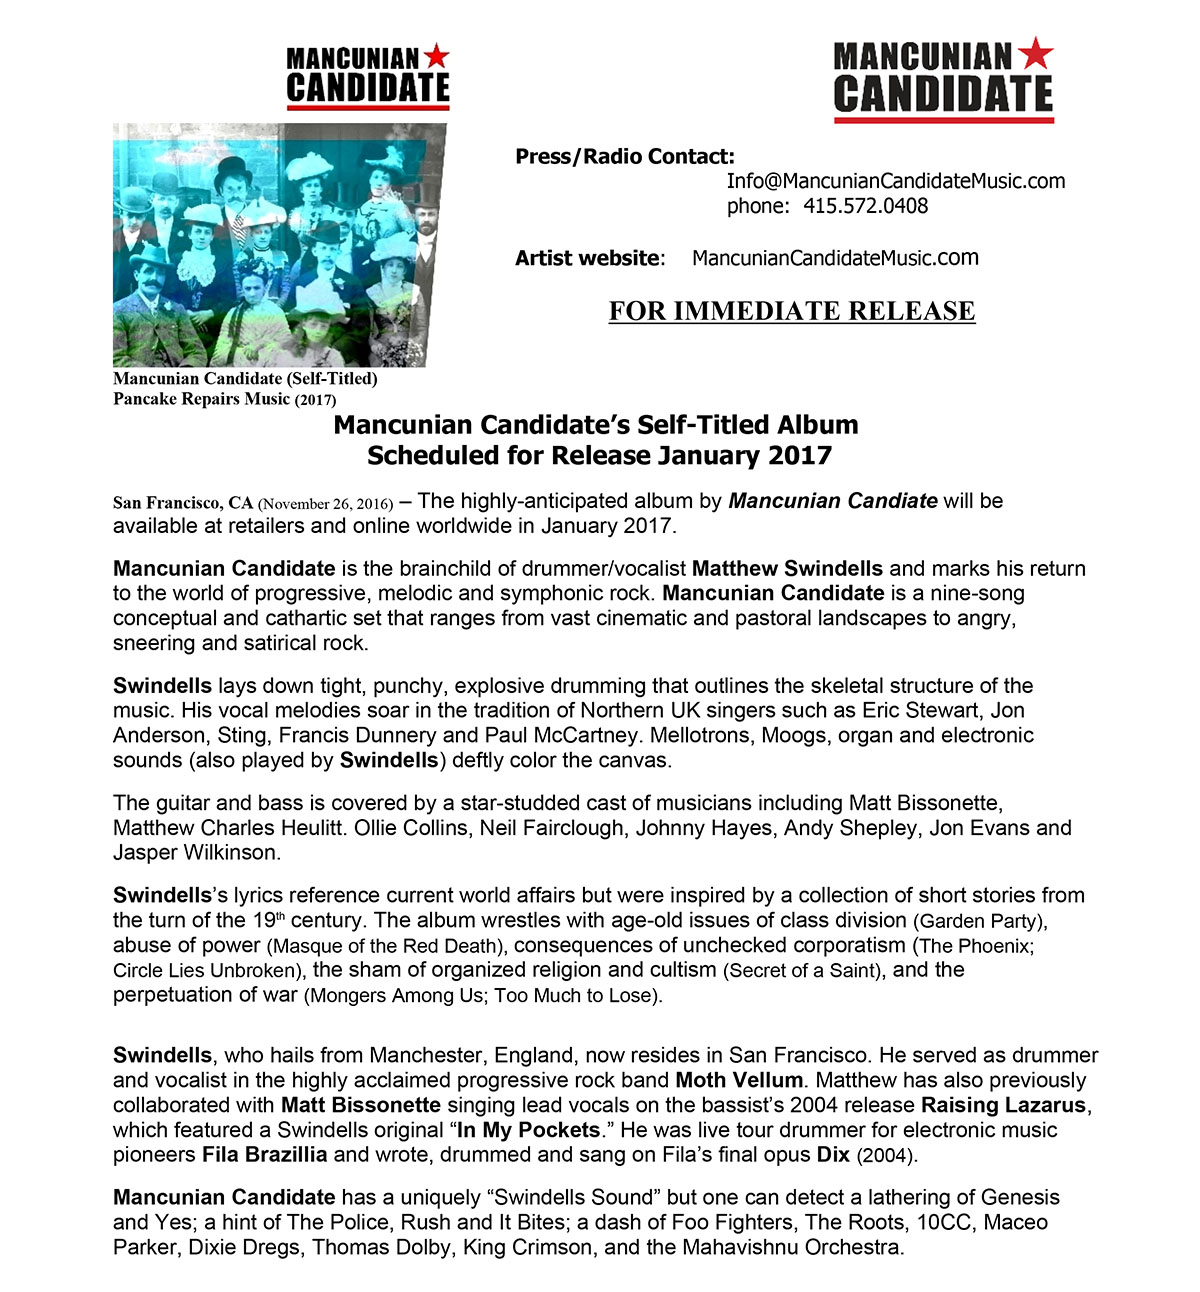 MANCUNIAN
CANDIDATE
MANCUNIAN
CANDIDATE
Press/Radio Contact:
Info@MancunianCandidateMusic.com
phone: 415.572.0408
Artist website: MancunianCandidateMusic.com
FOR IMMEDIATE RELEASE
Mancunian Candidate (Self-Titled)
Pancake Repairs Music (2017)
Mancunian Candidate’s Self-Titled Album
Scheduled for Release January 2017
San Francisco, CA (November 26, 2016) – The highly-anticipated album by Mancunian Candiate will be
available at retailers and online worldwide in January 2017.
Mancunian Candidate is the brainchild of drummer/vocalist Matthew Swindells and marks his return
to the world of progressive, melodic and symphonic rock. Mancunian Candidate is a nine-song
conceptual and cathartic set that ranges from vast cinematic and pastoral landscapes to angry,
sneering and satirical rock.
Swindells lays down tight, punchy, explosive drumming that outlines the skeletal structure of the
music. His vocal melodies soar in the tradition of Northern UK singers such as Eric Stewart, Jon
Anderson, Sting, Francis Dunnery and Paul McCartney. Mellotrons, Moogs, organ and electronic
sounds (also played by Swindells) deftly color the canvas.
The guitar and bass is covered by a star-studded cast of musicians including Matt Bissonette,
Matthew Charles Heulitt. Ollie Collins, Neil Fairclough, Johnny Hayes, Andy Shepley, Jon Evans and
Jasper Wilkinson.
Swindells’s lyrics reference current world affairs but were inspired by a collection of short stories from
the turn of the 19th century. The album wrestles with age-old issues of class division (Garden Party),
abuse of power (Masque of the Red Death), consequences of unchecked corporatism (The Phoenix;
Circle Lies Unbroken), the sham of organized religion and cultism (Secret of a Saint), and the
perpetuation of war (Mongers Among Us; Too Much to Lose).
Swindells, who hails from Manchester, England, now resides in San Francisco. He served as drummer
and vocalist in the highly acclaimed progressive rock band Moth Vellum. Matthew has also previously
collaborated with Matt Bissonette singing lead vocals on the bassist’s 2004 release Raising Lazarus,
which featured a Swindells original “In My Pockets.” He was live tour drummer for electronic music
pioneers Fila Brazillia and wrote, drummed and sang on Fila’s final opus Dix (2004).
Mancunian Candidate has a uniquely “Swindells Sound” but one can detect a lathering of Genesis
and Yes; a hint of The Police, Rush and It Bites; a dash of Foo Fighters, The Roots, 10CC, Maceo
Parker, Dixie Dregs, Thomas Dolby, King Crimson, and the Mahavishnu Orchestra.